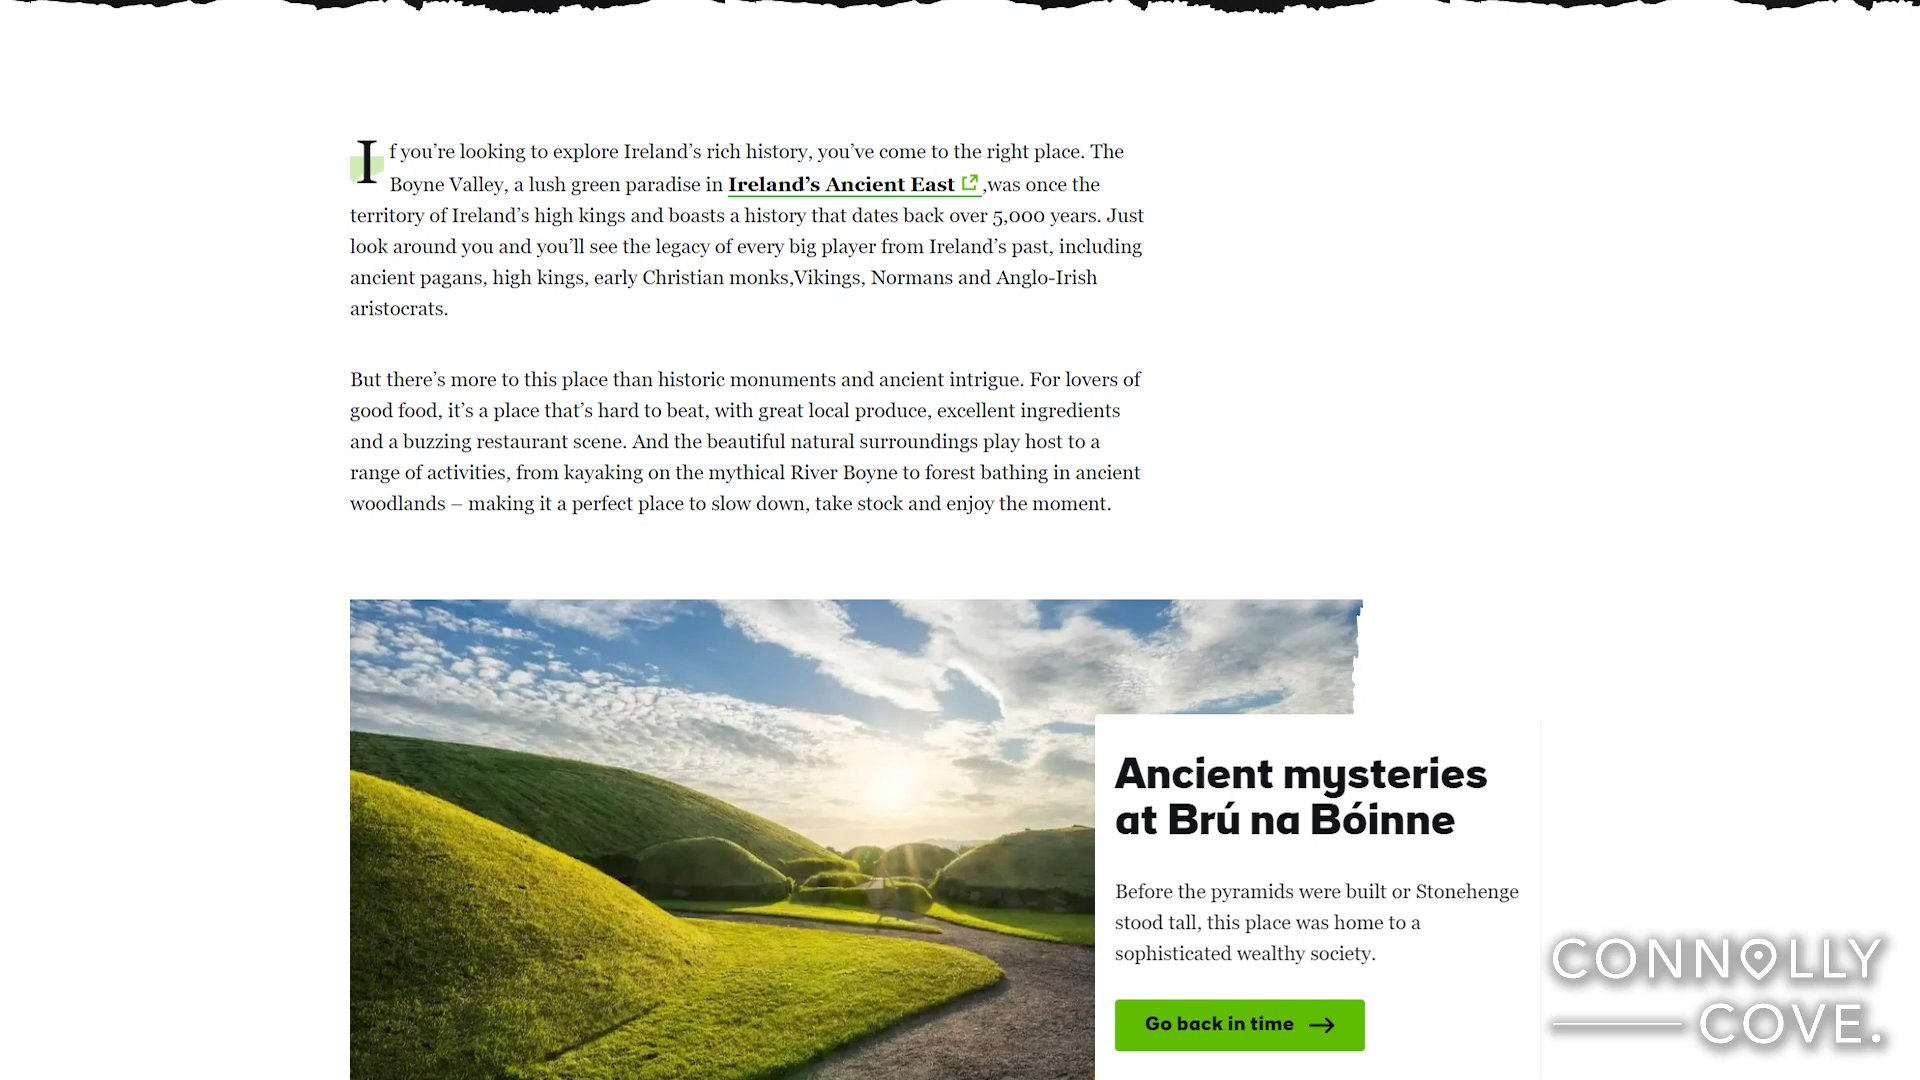 If you’re looking to explore Ireland’s rich history, you’ve come to the right place. The
Boyne Valley, a lush green paradise in Ireland’s Ancient East ,was once the
territory of Ireland’s high kings and boasts a history that dates back over 5,000 years. Just
look around you and you’ll see the legacy of every big player from Ireland’s past, including
ancient pagans, high kings, early Christian monks,Vikings, Normans and Anglo-Irish
aristocrats.
But there’s more to this place than historic monuments and ancient intrigue. For lovers of
good food, it’s a place that’s hard to beat, with great local produce, excellent ingredients
and a buzzing restaurant scene. And the beautiful natural surroundings play host to a
range of activities, from kayaking on the mythical River Boyne to forest bathing in ancient
woodlands – making it a perfect place to slow down, take stock and enjoy the moment.
Ancient mysteries
at Brú na Bóinne
Before the pyramids were built or Stonehenge
stood tall, this place was home to a
sophisticated wealthy society.
Go back in time
CONNOLLY
COVE.